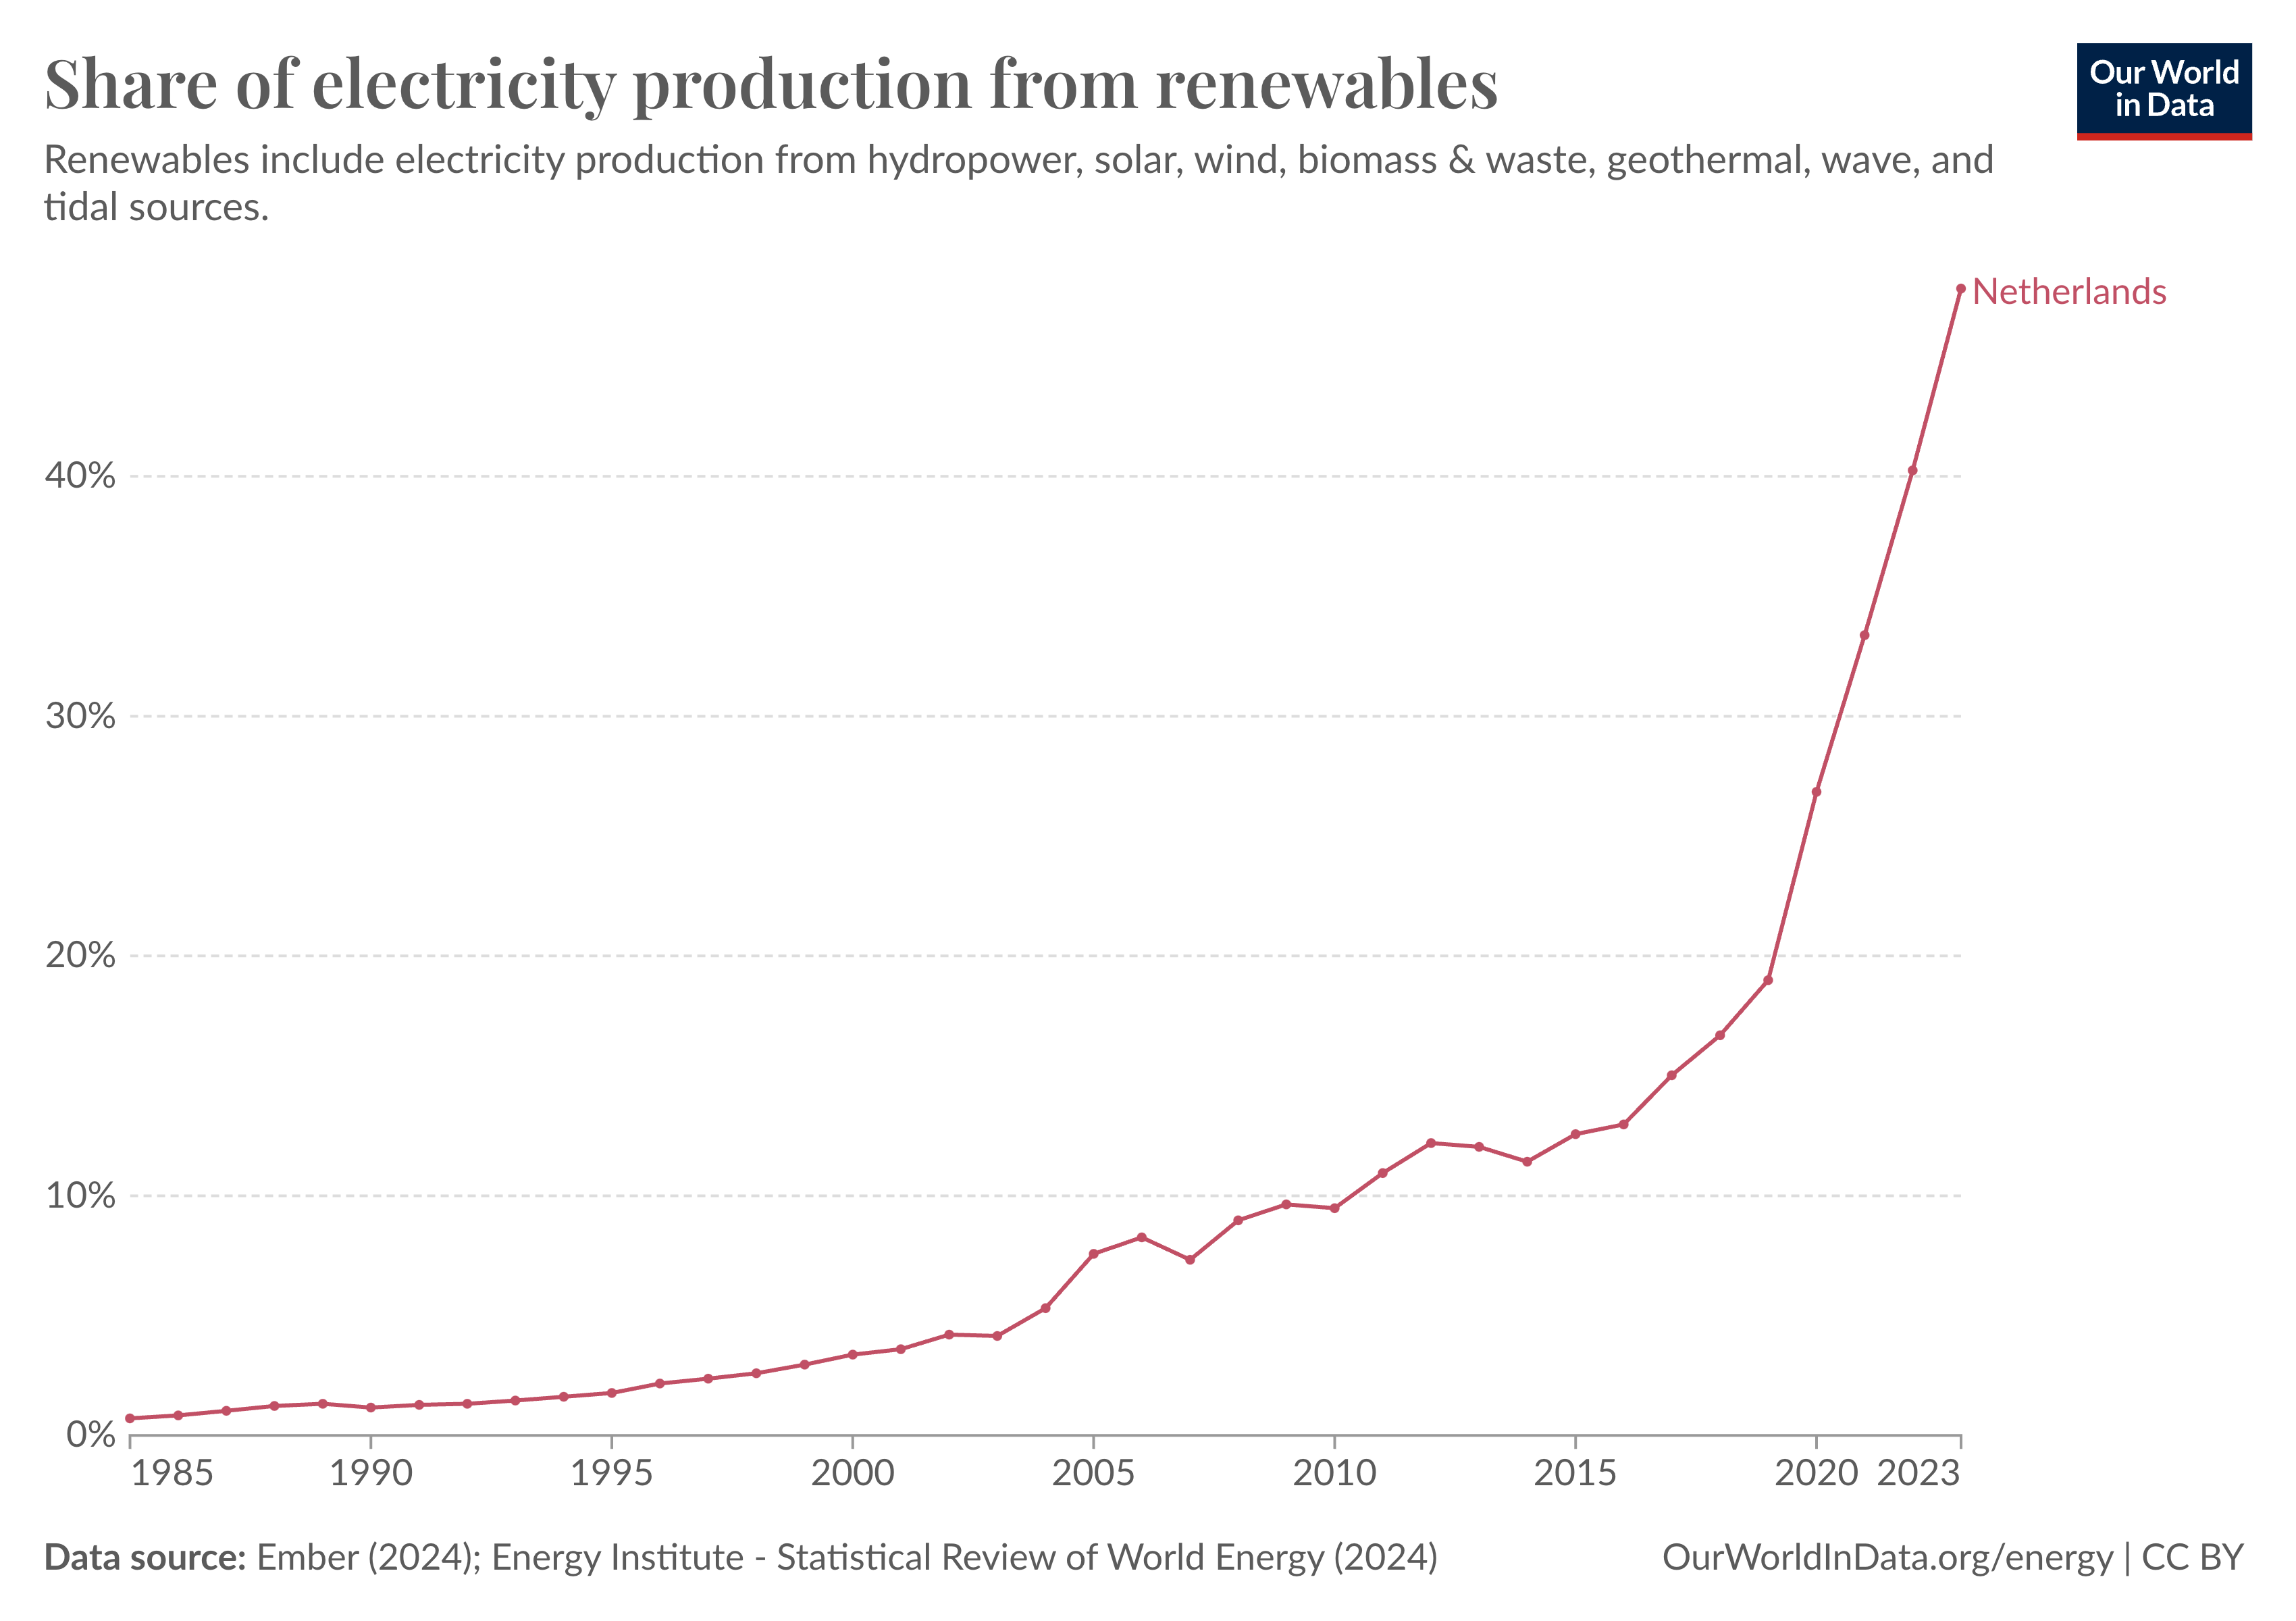 Share of electricity production from renewables
Our World
in Data
Renewables include electricity production from hydropower, solar, wind, biomass & waste, geothermal, wave, and
tidal sources.
Netherlands
40%
30%
20%
10%
0%
1985 1990 1995 2000 2005 2010 2015 2020 2023
Data source: Ember (2024); Energy Institute - Statistical Review of World Energy (2024)
OurWorldInData.org/energy | CC BY